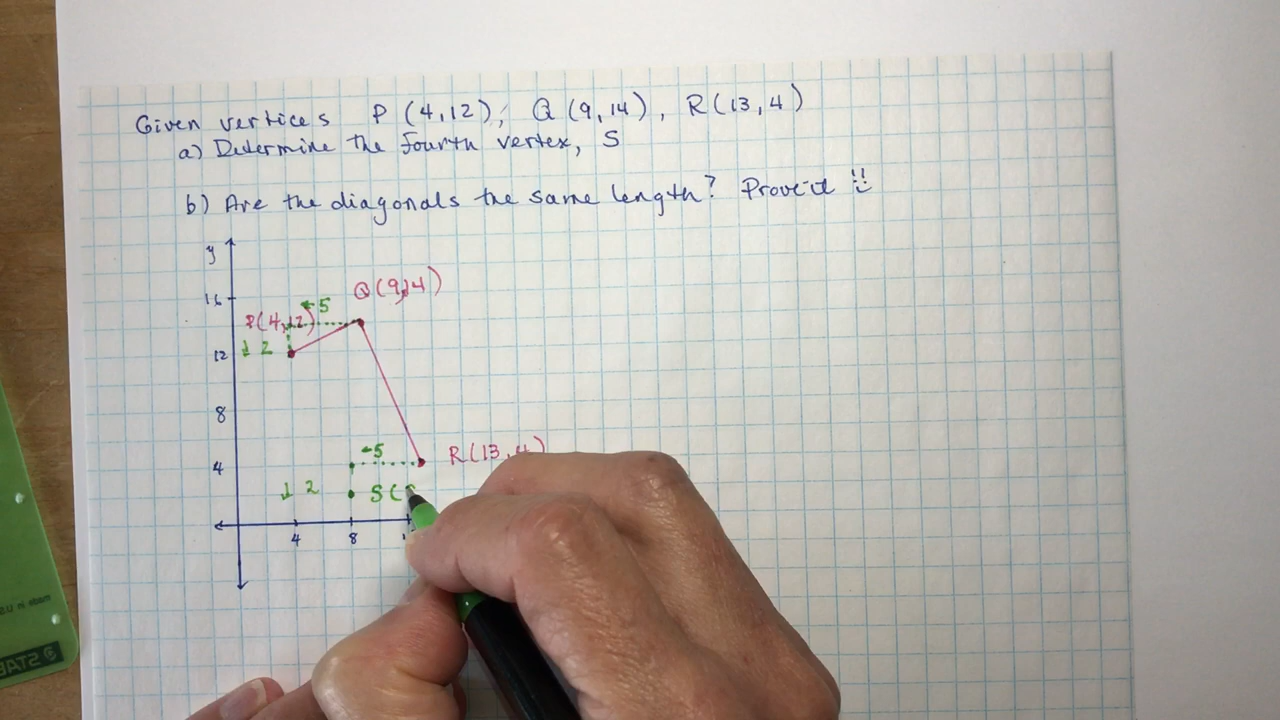 Given vertices P (4,12), Q (9,14), R(13,4)
a) Determine the fourth vertex, S
b) Are the diagonals the same length? Prove it !!
y
Q(9,14)
16
←5
P(4,12)
12
↓ 2
8
←5
R(13,4)
4
↓ 2
S(
4 8